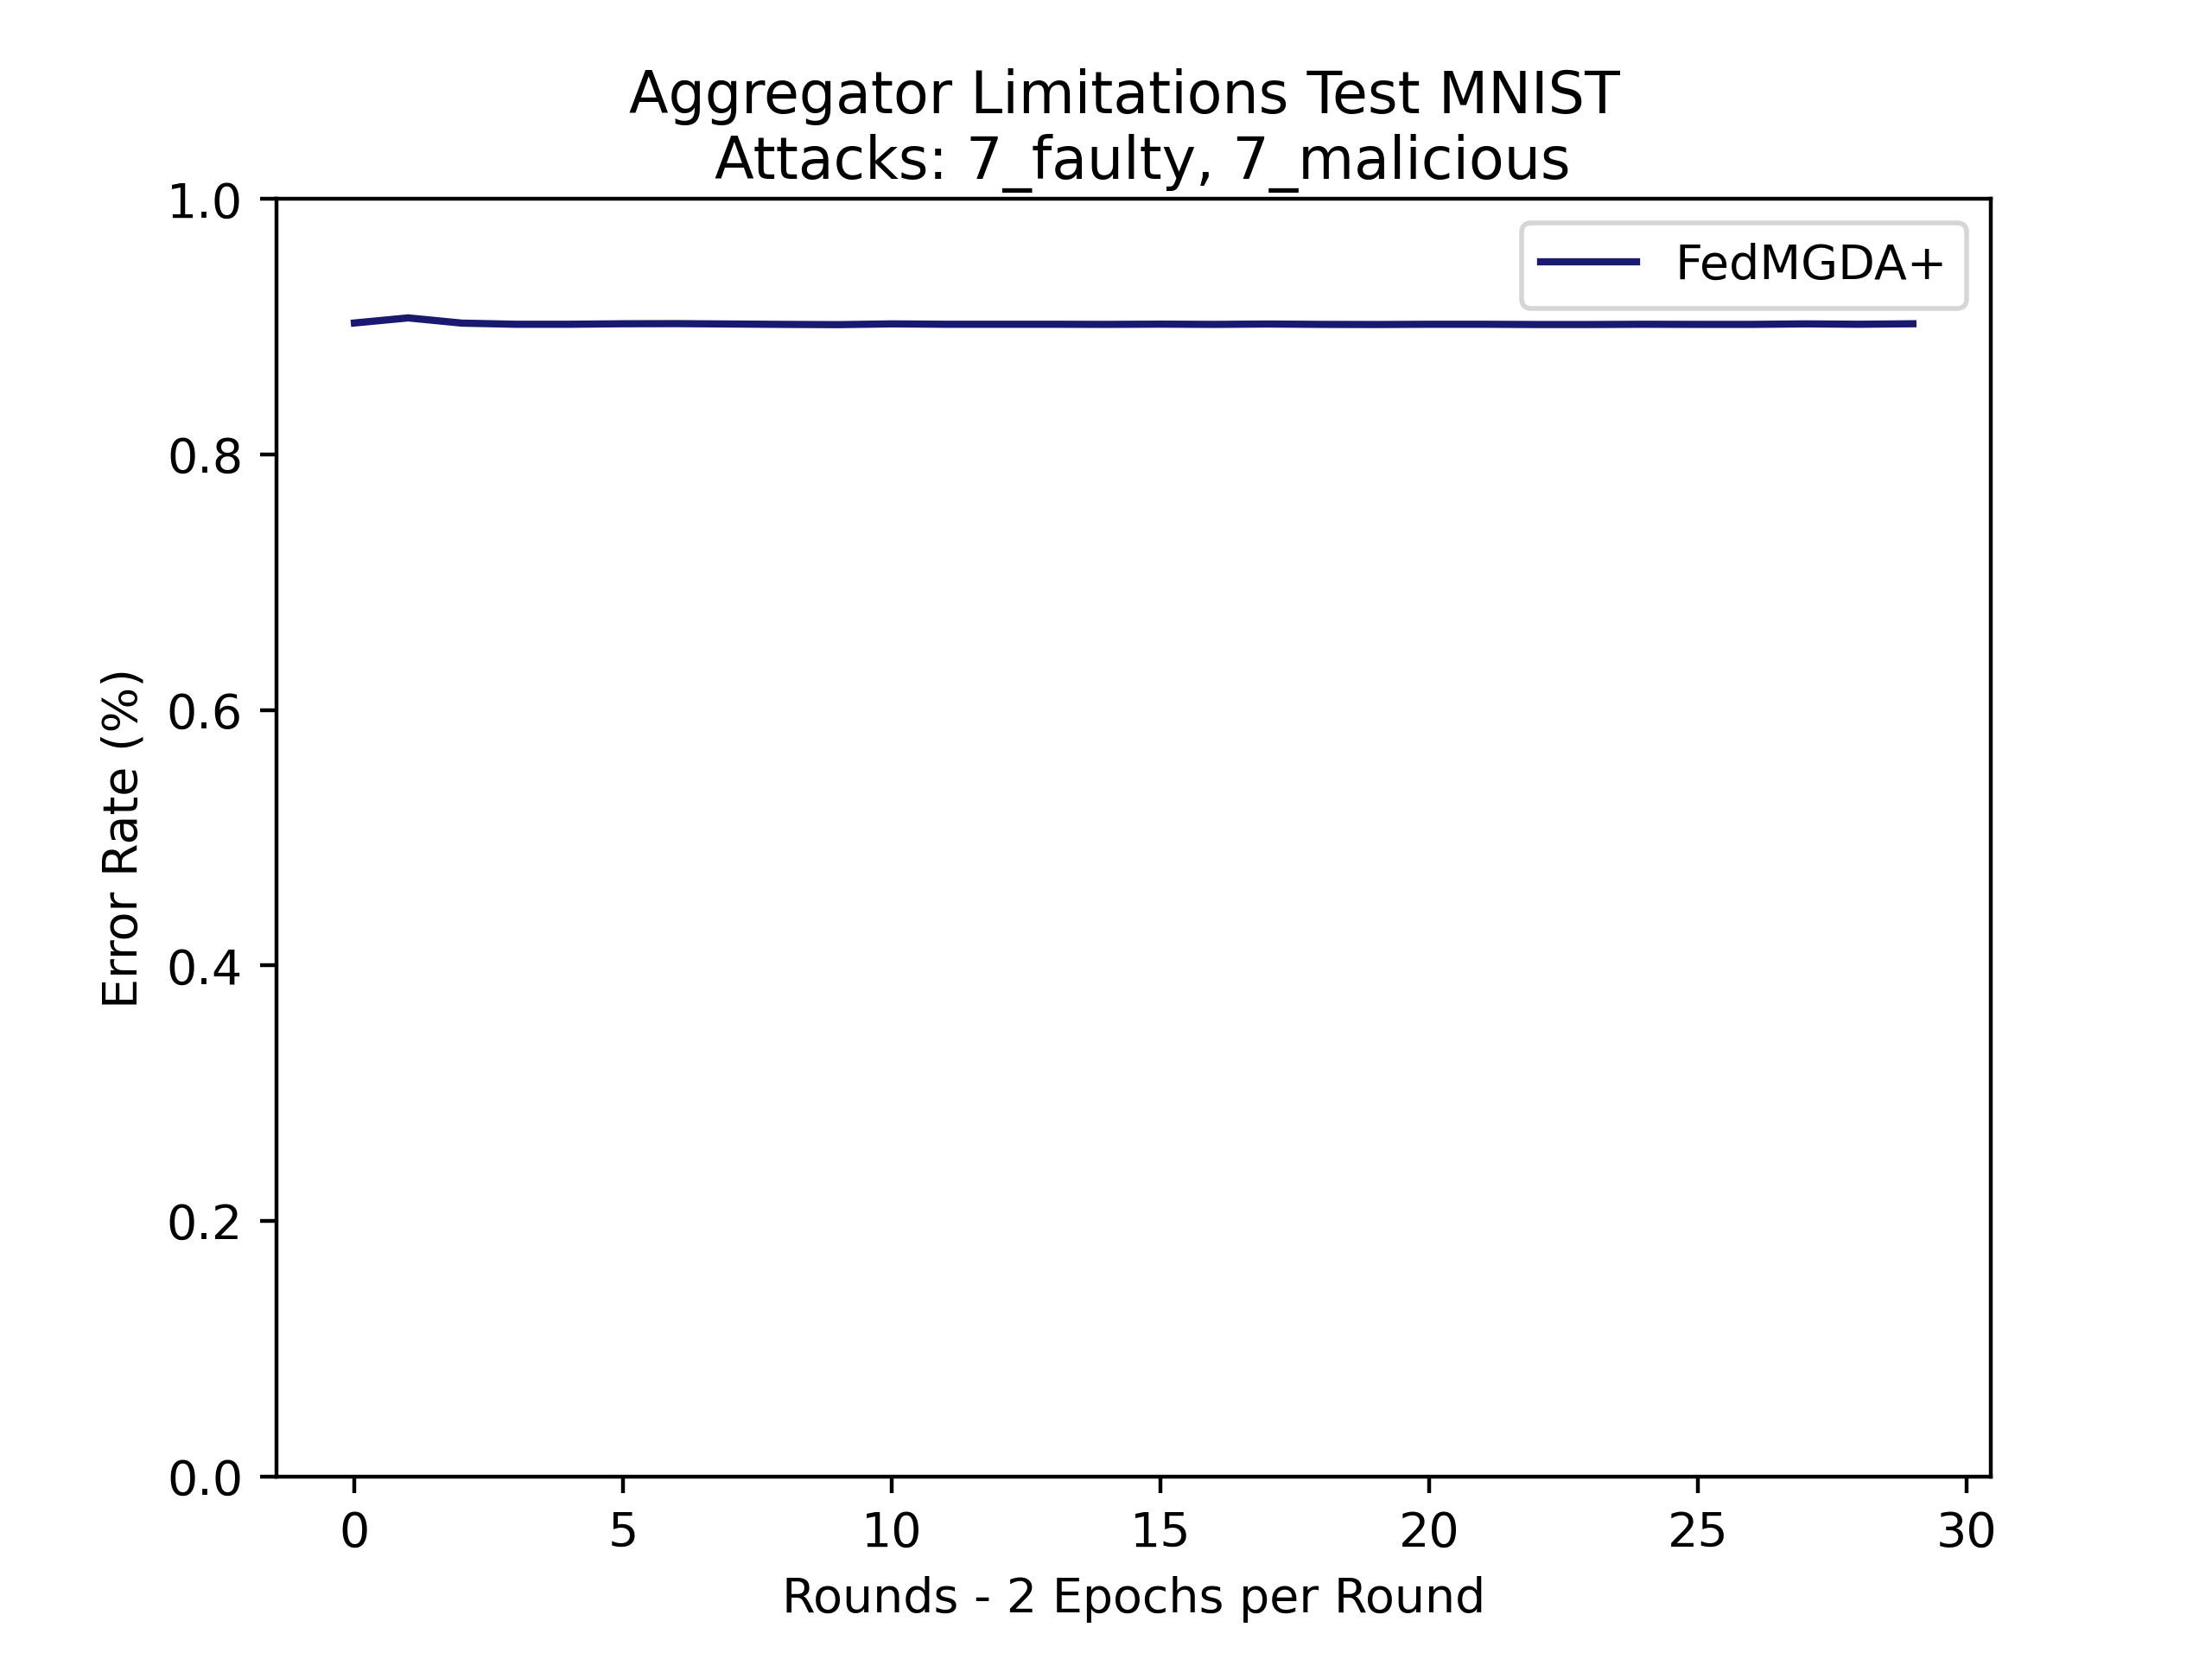 Aggregator Limitations Test MNIST
Attacks: 7_faulty, 7_malicious
FedMGDA+
Error Rate (%)
1.0
0.8
0.6
0.4
0.2
0.0
0 5 10 15 20 25 30
Rounds - 2 Epochs per Round